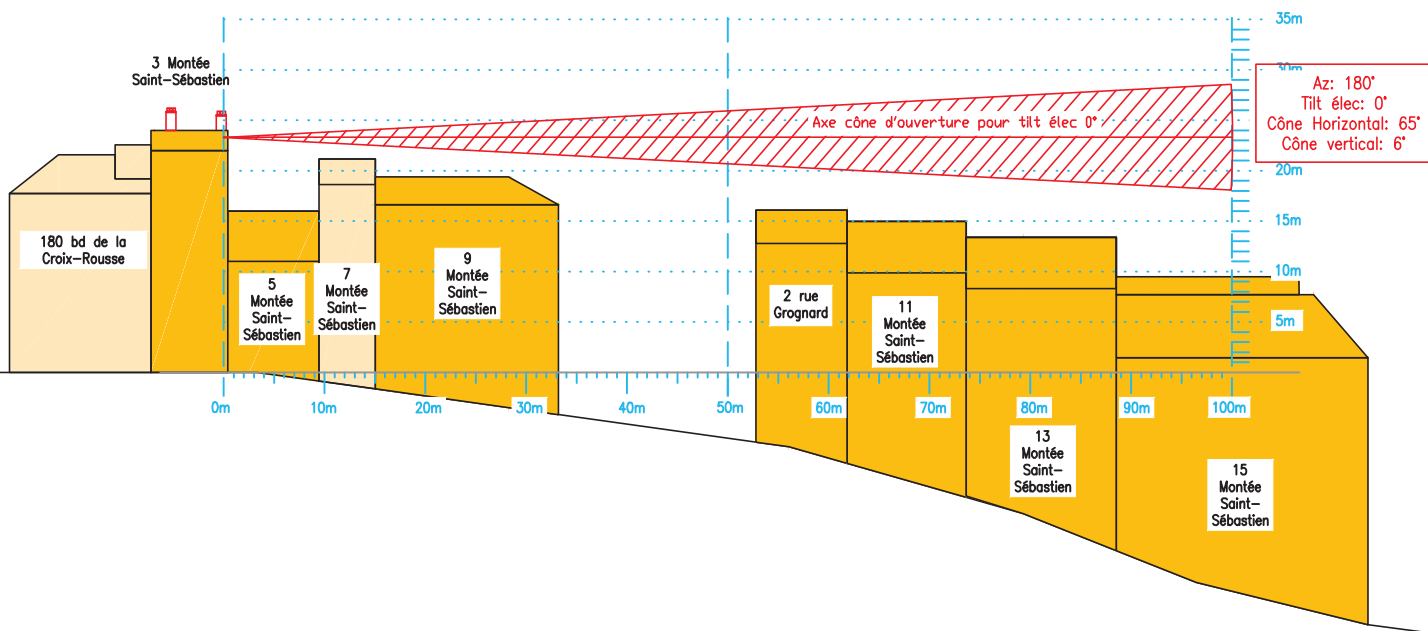 35m
3 Montée
Saint-Sébastien
30m
Az: 180°
Tilt élec: 0°
Cône Horizontal: 65°
Cône vertical: 6°
Axe cône d'ouverture pour tilt élec 0°
20m
15m
10m
5m
180 bd de la
Croix-Rousse
5
Montée
Saint-
Sébastien
7
Montée
Saint-
Sébastien
9
Montée
Saint-
Sébastien
2 rue
Grognard
11
Montée
Saint-
Sébastien
0m
10m
20m
30m
40m
50m
60m
70m
80m
90m
100m
13
Montée
Saint-
Sébastien
15
Montée
Saint-
Sébastien